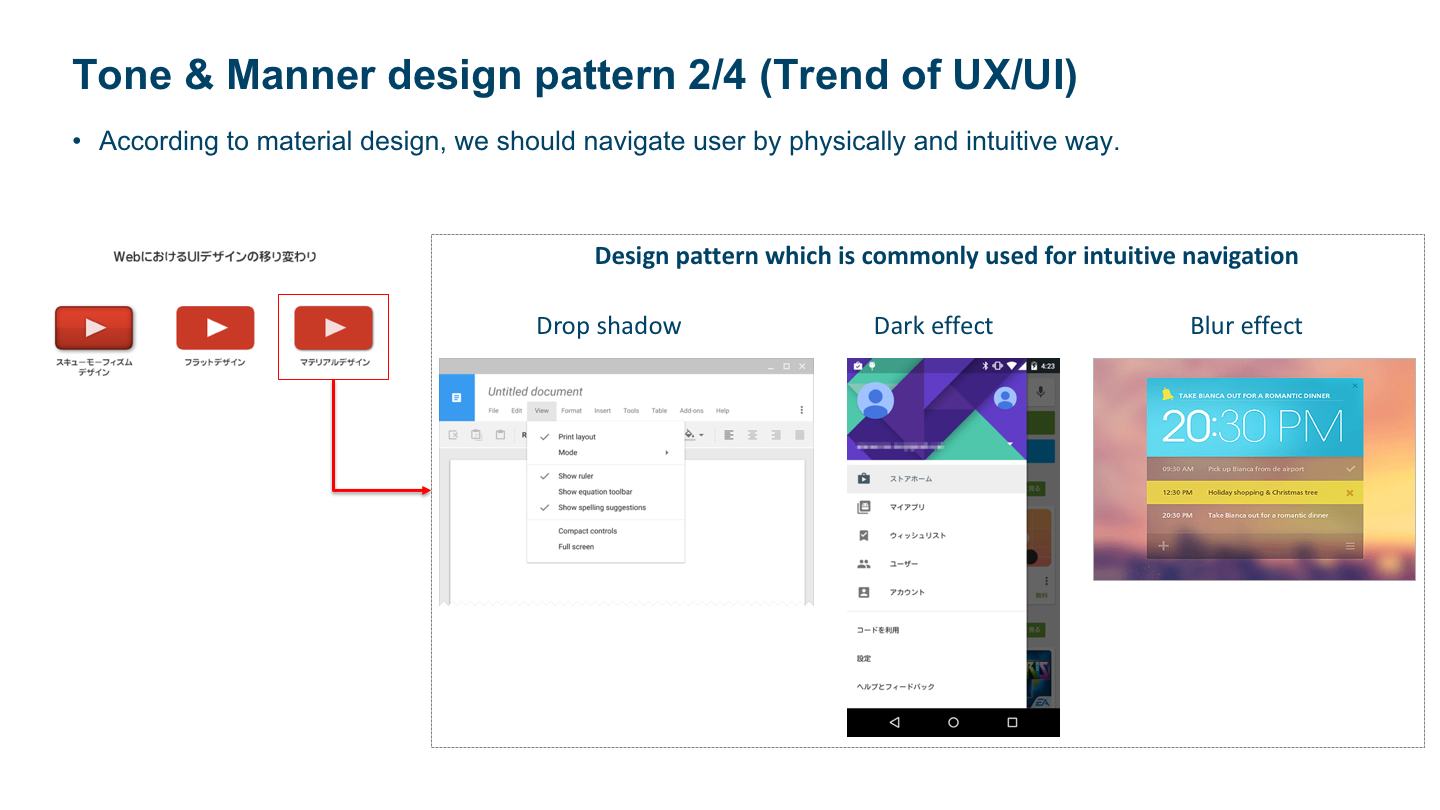 Tone & Manner design pattern 2/4 (Trend of UX/UI)
• According to material design, we should navigate user by physically and intuitive way.
WebにおけるUIデザインの移り変わり
スキューモーフィズム
デザイン
フラットデザイン
マテリアルデザイン
Design pattern which is commonly used for intuitive navigation
Drop shadow
Untitled document
File Edit View Format Insert Tools Table Add-ons Help
R
Print layout
Mode
Show ruler
Show equation toolbar
Show spelling suggestions
Compact controls
Full screen
Dark effect
4:23
ストアホーム
マイアプリ
ウィッシュリスト
ユーザー
アカウント
コードを利用
設定
ヘルプとフィードバック
無料
EA
Blur effect
TAKE BIANCA OUT FOR A ROMANTIC DINNER
20:30 PM
09:30 AM Pick up Bianca from de airport
12:30 PM Holiday shopping & Christmas tree
20:30 PM Take Bianca out for a romantic dinner